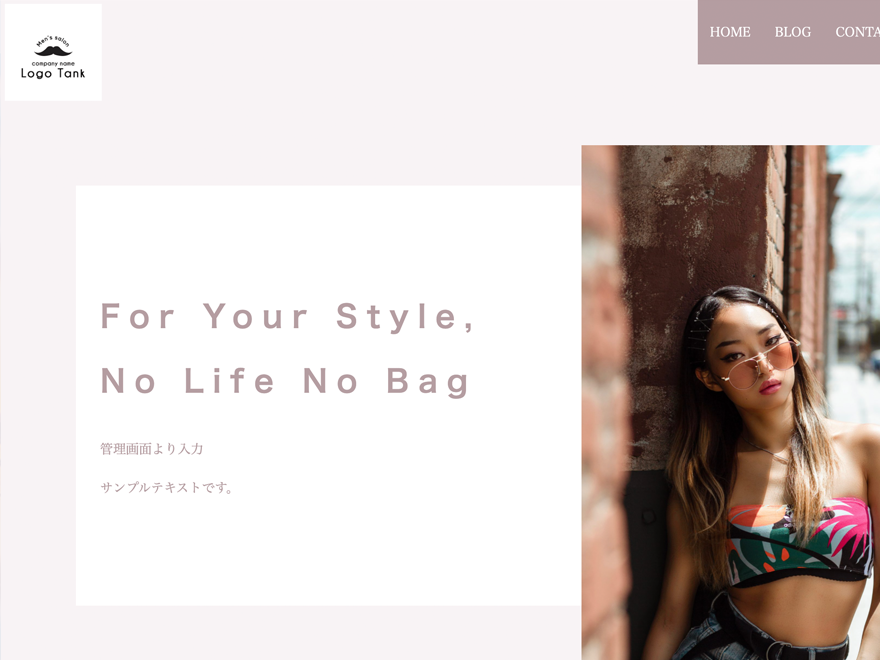 Men's salon
company name
Logo Tank
HOME BLOG CONTA
For Your Style,
No Life No Bag
管理画面より入力
サンプルテキストです。